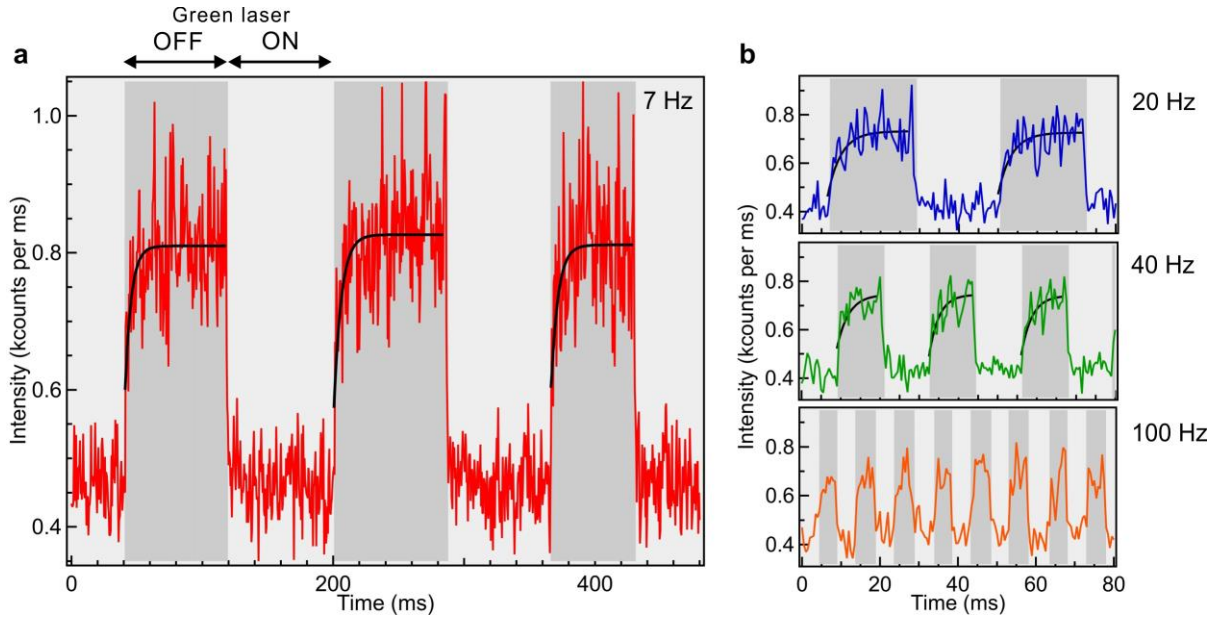 Green laser
OFF ON
a
7 Hz
1.0
0.8
0.6
0.4
Intensity (kcounts per ms)
0 200 400
Time (ms)
b
20 Hz
0.8
0.6
0.4
40 Hz
0.8
0.6
0.4
100 Hz
0.8
0.6
0.4
Intensity (kcounts per ms)
0 20 40 60 80
Time (ms)